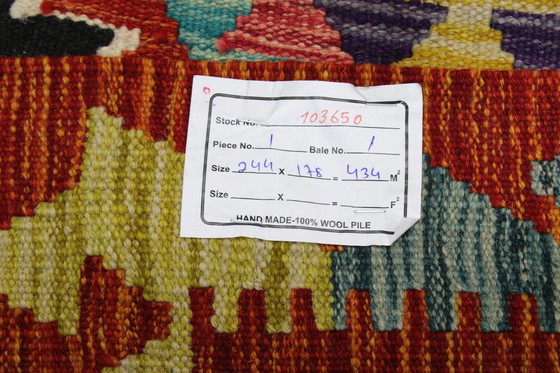 Stock No. 103650
Piece No. 1 Bale No. 1
Size 244 X 178 = 434 M²
Size X = F²
HAND MADE-100% WOOL PILE